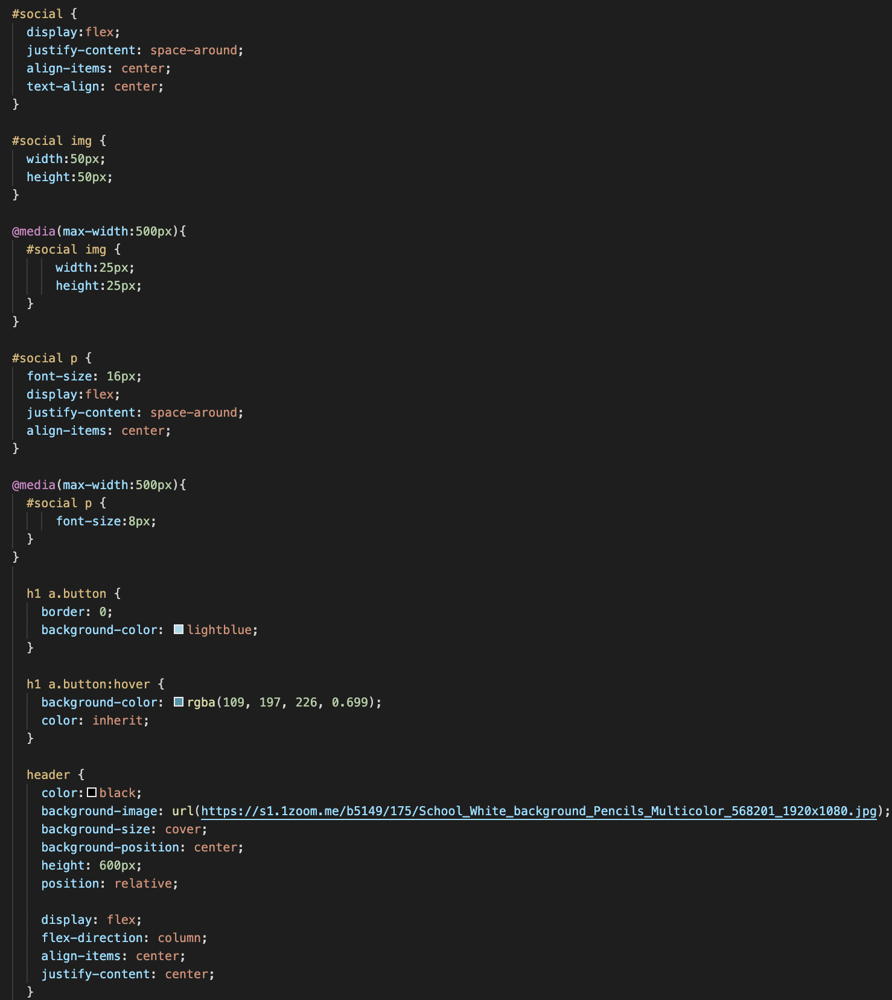 #social {
  display:flex;
  justify-content: space-around;
  align-items: center;
  text-align: center;
}

#social img {
  width:50px;
  height:50px;
}

@media(max-width:500px){
  #social img {
      width:25px;
      height:25px;
  }
}

#social p {
  font-size: 16px;
  display:flex;
  justify-content: space-around;
  align-items: center;
}

@media(max-width:500px){
  #social p {
      font-size:8px;
  }
}

  h1 a.button {
    border: 0;
    background-color: lightblue;
  }

  h1 a.button:hover {
    background-color: rgba(109, 197, 226, 0.699);
    color: inherit;
  }

  header {
    color:black;
    background-image: url(https://s1.1zoom.me/b5149/175/School_White_background_Pencils_Multicolor_568201_1920x1080.jpg);
    background-size: cover;
    background-position: center;
    height: 600px;
    position: relative;

    display: flex;
    flex-direction: column;
    align-items: center;
    justify-content: center;
  }